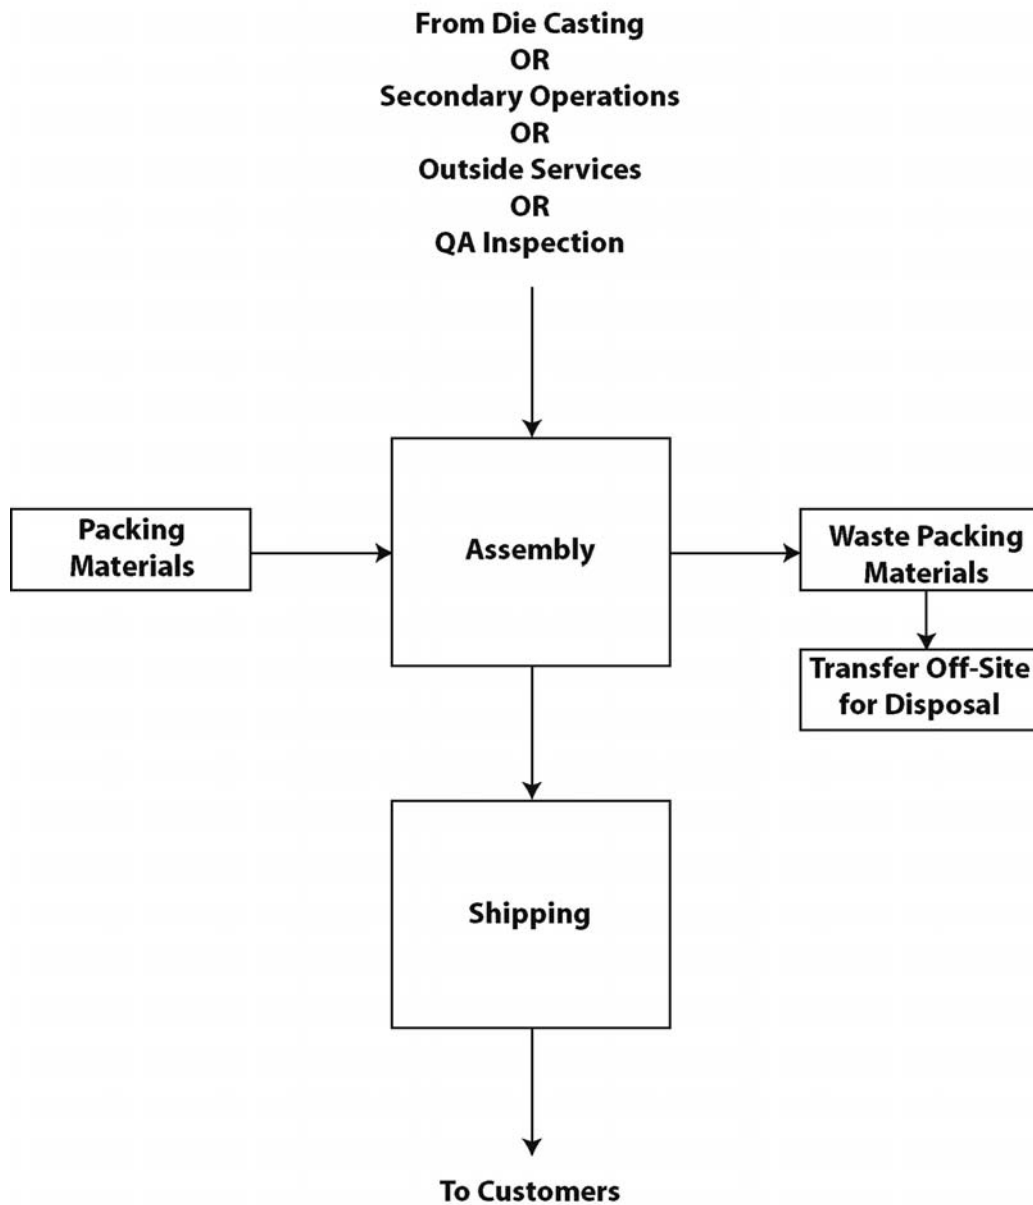 From Die Casting
OR
Secondary Operations
OR
Outside Services
OR
QA Inspection
Packing
Materials
Assembly
Waste Packing
Materials
Transfer Off-Site
for Disposal
Shipping
To Customers